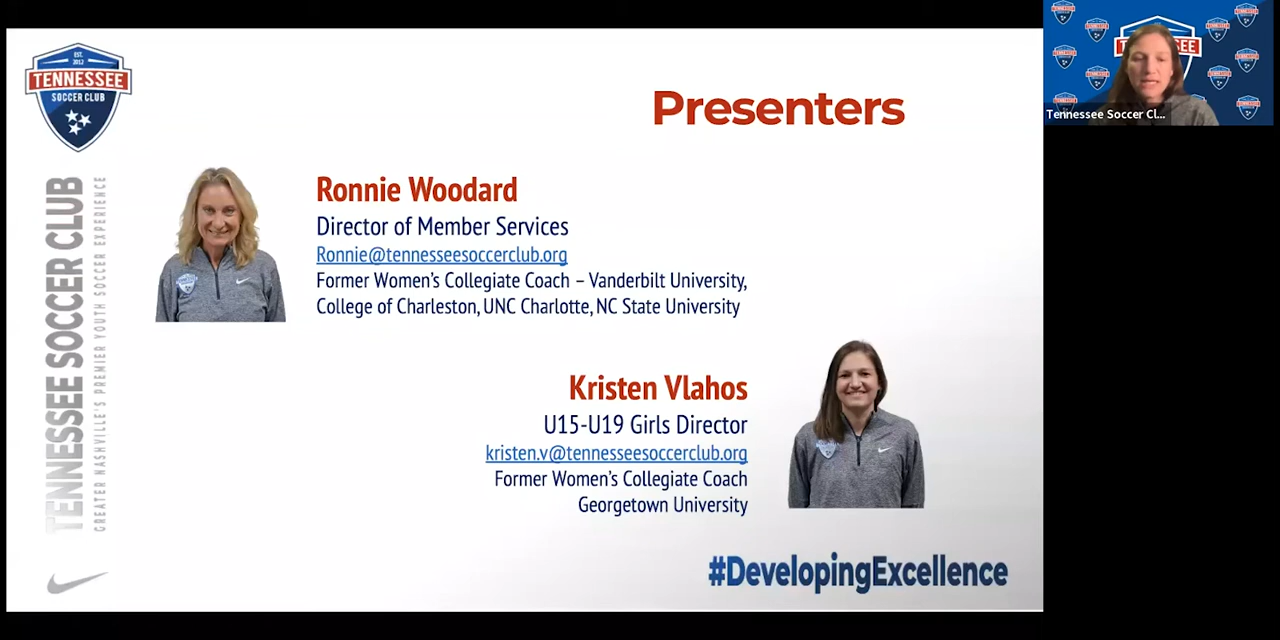 EST.
2012
TENNESSEE
SOCCER CLUB
TENNESSEE SOCCER CLUB
GREATER NASHVILLE'S PREMIER YOUTH SOCCER EXPERIENCE
Presenters
Ronnie Woodard
Director of Member Services
Ronnie@tennesseesoccerclub.org
Former Women's Collegiate Coach – Vanderbilt University,
College of Charleston, UNC Charlotte, NC State University
Kristen Vlahos
U15-U19 Girls Director
kristen.v@tennesseesoccerclub.org
Former Women's Collegiate Coach
Georgetown University
#DevelopingExcellence
Tennessee Soccer Cl...